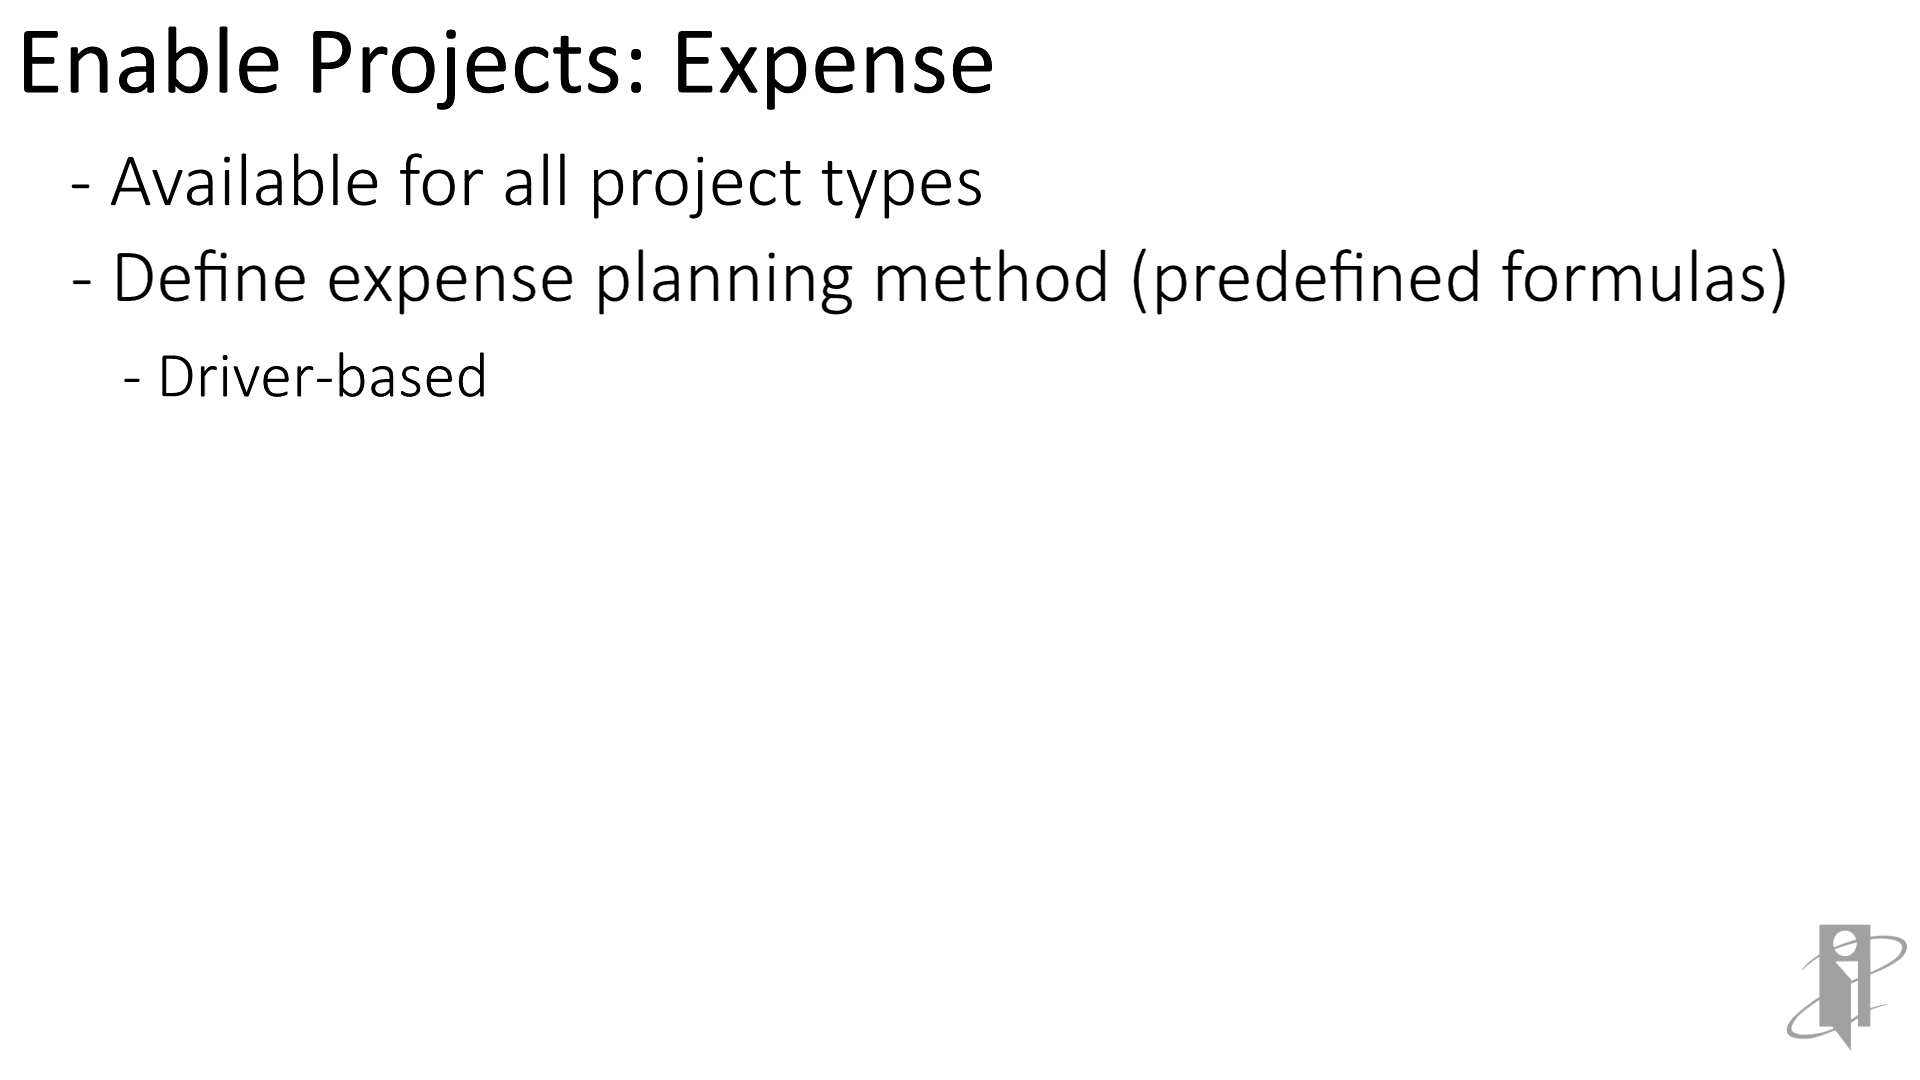 Enable Projects: Expense
- Available for all project types
- Define expense planning method (predefined formulas)
- Driver-based